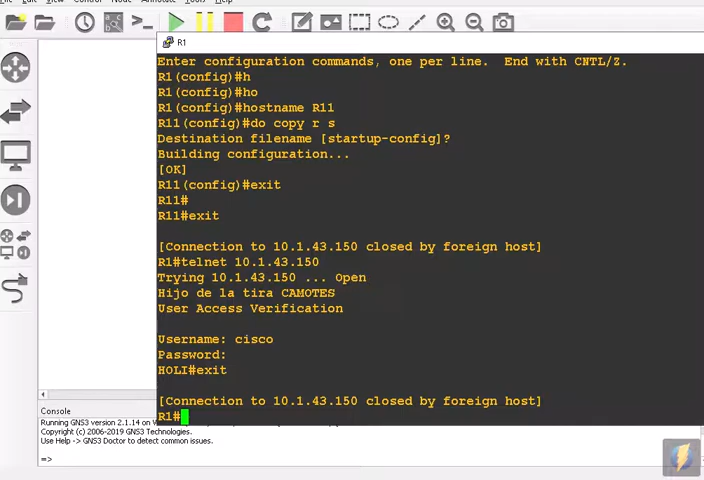 R1
Enter configuration commands, one per line.  End with CNTL/Z.
R1(config)#h
R1(config)#ho
R1(config)#hostname R11
R11(config)#do copy r s
Destination filename [startup-config]?
Building configuration...
[OK]
R11(config)#exit
R11#
R11#exit
[Connection to 10.1.43.150 closed by foreign host]
R1#telnet 10.1.43.150
Trying 10.1.43.150 ... Open
Hijo de la tira CAMOTES
User Access Verification
Username: cisco
Password:
HOLI#exit
[Connection to 10.1.43.150 closed by foreign host]
R1#
Console
Running GNS3 version 2.1.14 on
Copyright (c) 2006-2019 GNS3 Technologies.
Use Help -> GNS3 Doctor to detect common issues.
=>